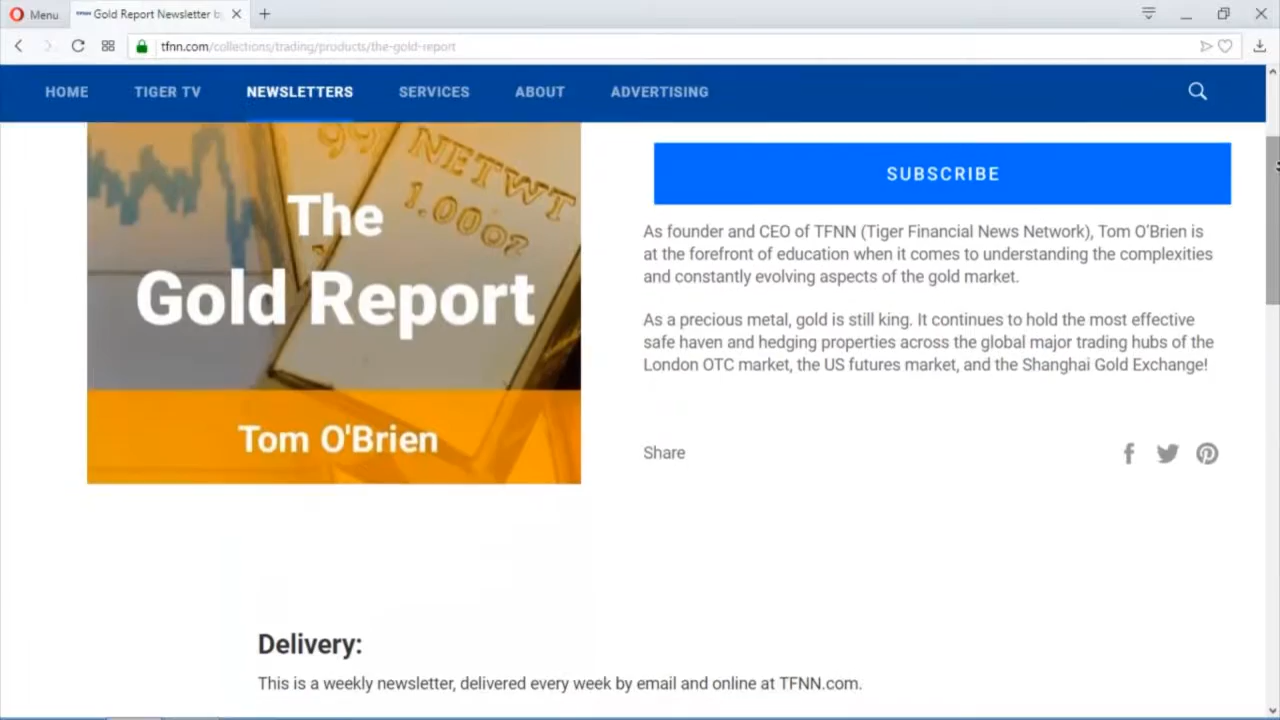 Menu
TFNN Gold Report Newsletter b
tfnn.com/collections/trading/products/the-gold-report
HOME
TIGER TV
NEWSLETTERS
SERVICES
ABOUT
ADVERTISING
99
NETWT
1.000Z
The
Gold Report
Tom O'Brien
SUBSCRIBE
As founder and CEO of TFNN (Tiger Financial News Network), Tom O'Brien is
at the forefront of education when it comes to understanding the complexities
and constantly evolving aspects of the gold market.
As a precious metal, gold is still king. It continues to hold the most effective
safe haven and hedging properties across the global major trading hubs of the
London OTC market, the US futures market, and the Shanghai Gold Exchange!
Share
Delivery:
This is a weekly newsletter, delivered every week by email and online at TFNN.com.